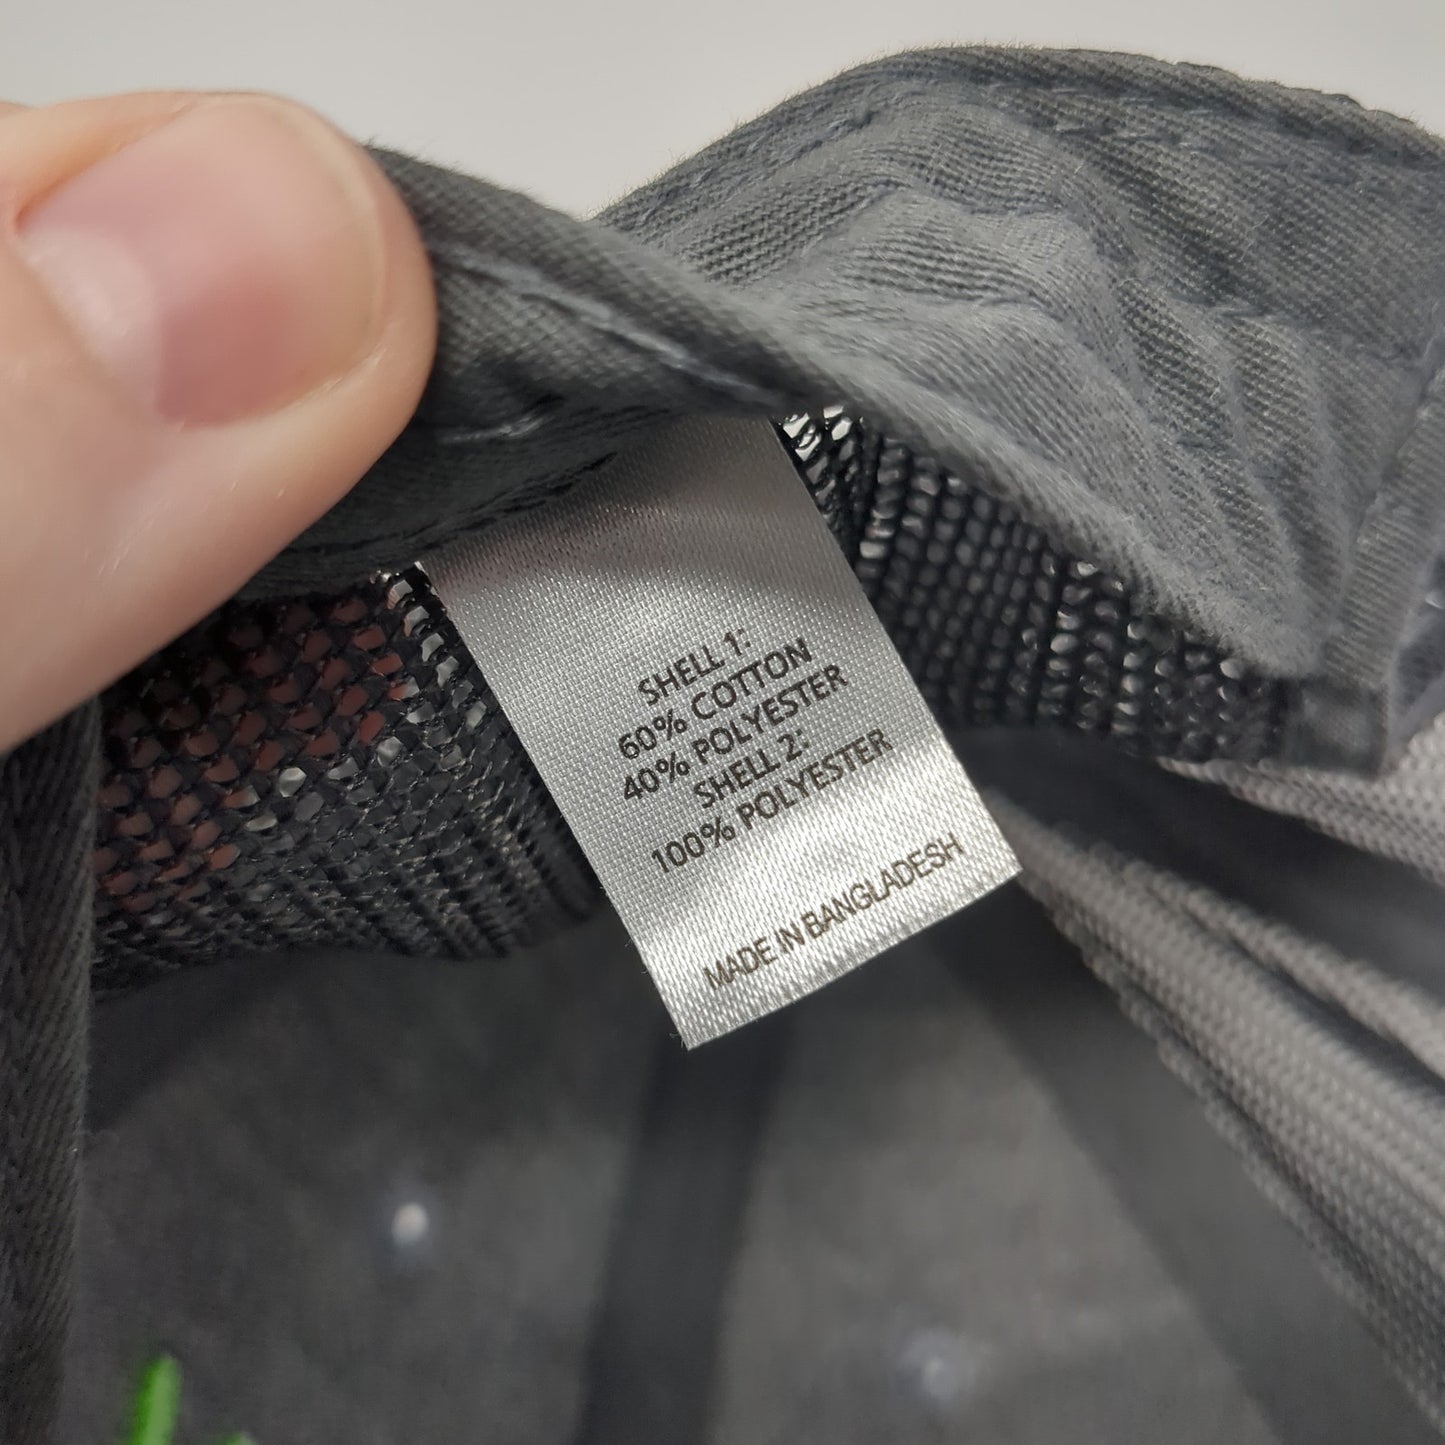 SHELL 1:
60% COTTON
40% POLYESTER
SHELL 2:
100% POLYESTER
MADE IN BANGLADESH